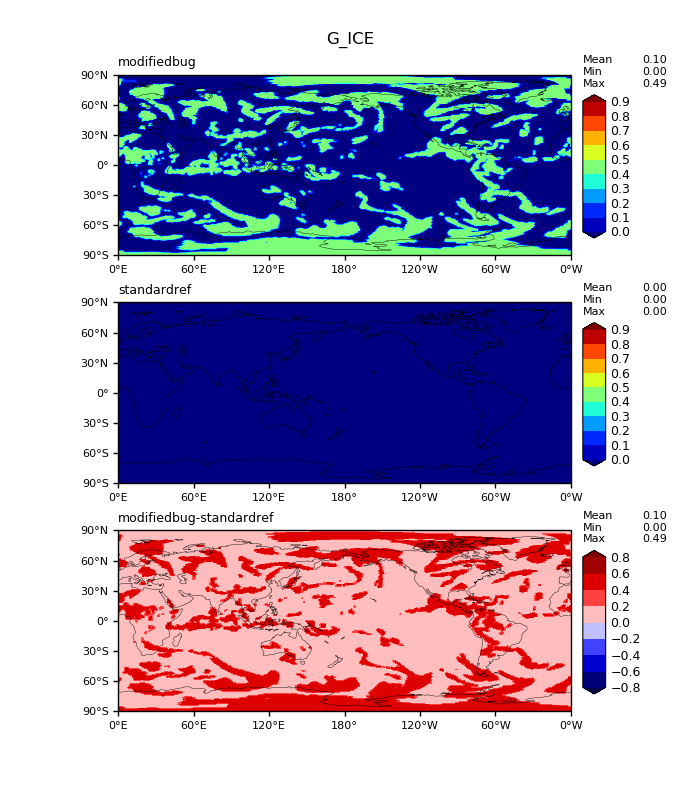 G_ICE
modifiedbug
Mean 0.10
Min 0.00
Max 0.49
90°N
60°N
30°N
0°
30°S
60°S
90°S
0°E 60°E 120°E 180° 120°W 60°W 0°W
0.9
0.8
0.7
0.6
0.5
0.4
0.3
0.2
0.1
0.0
standardref
Mean 0.00
Min 0.00
Max 0.00
90°N
60°N
30°N
0°
30°S
60°S
90°S
0°E 60°E 120°E 180° 120°W 60°W 0°W
0.9
0.8
0.7
0.6
0.5
0.4
0.3
0.2
0.1
0.0
modifiedbug-standardref
Mean 0.10
Min 0.00
Max 0.49
90°N
60°N
30°N
0°
30°S
60°S
90°S
0°E 60°E 120°E 180° 120°W 60°W 0°W
0.8
0.6
0.4
0.2
0.0
−0.2
−0.4
−0.6
−0.8